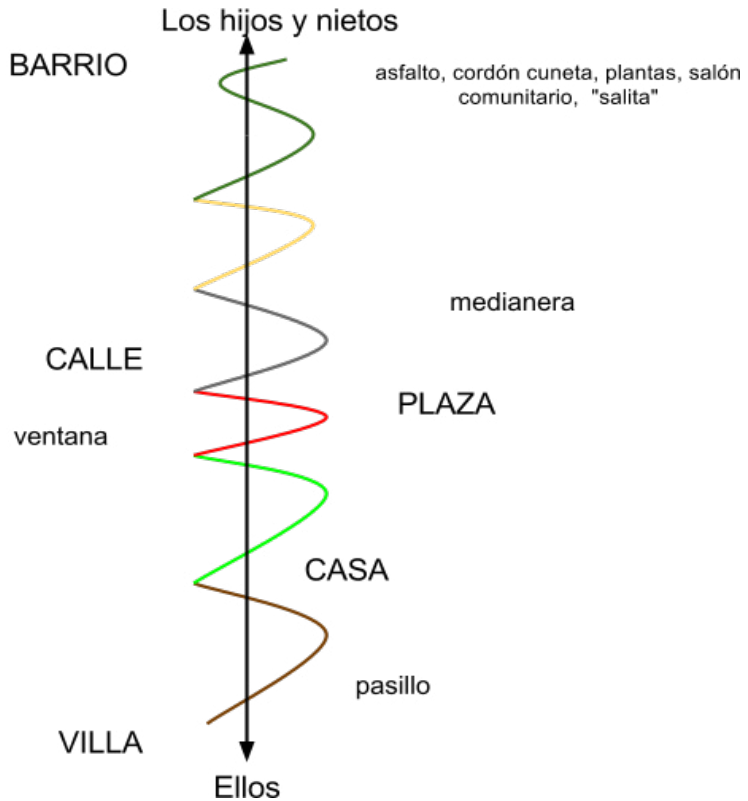 Los hijos y nietos
BARRIO
asfalto, cordón cuneta, plantas, salón
comunitario, "salita"
medianera
CALLE
PLAZA
ventana
CASA
pasillo
VILLA
Ellos